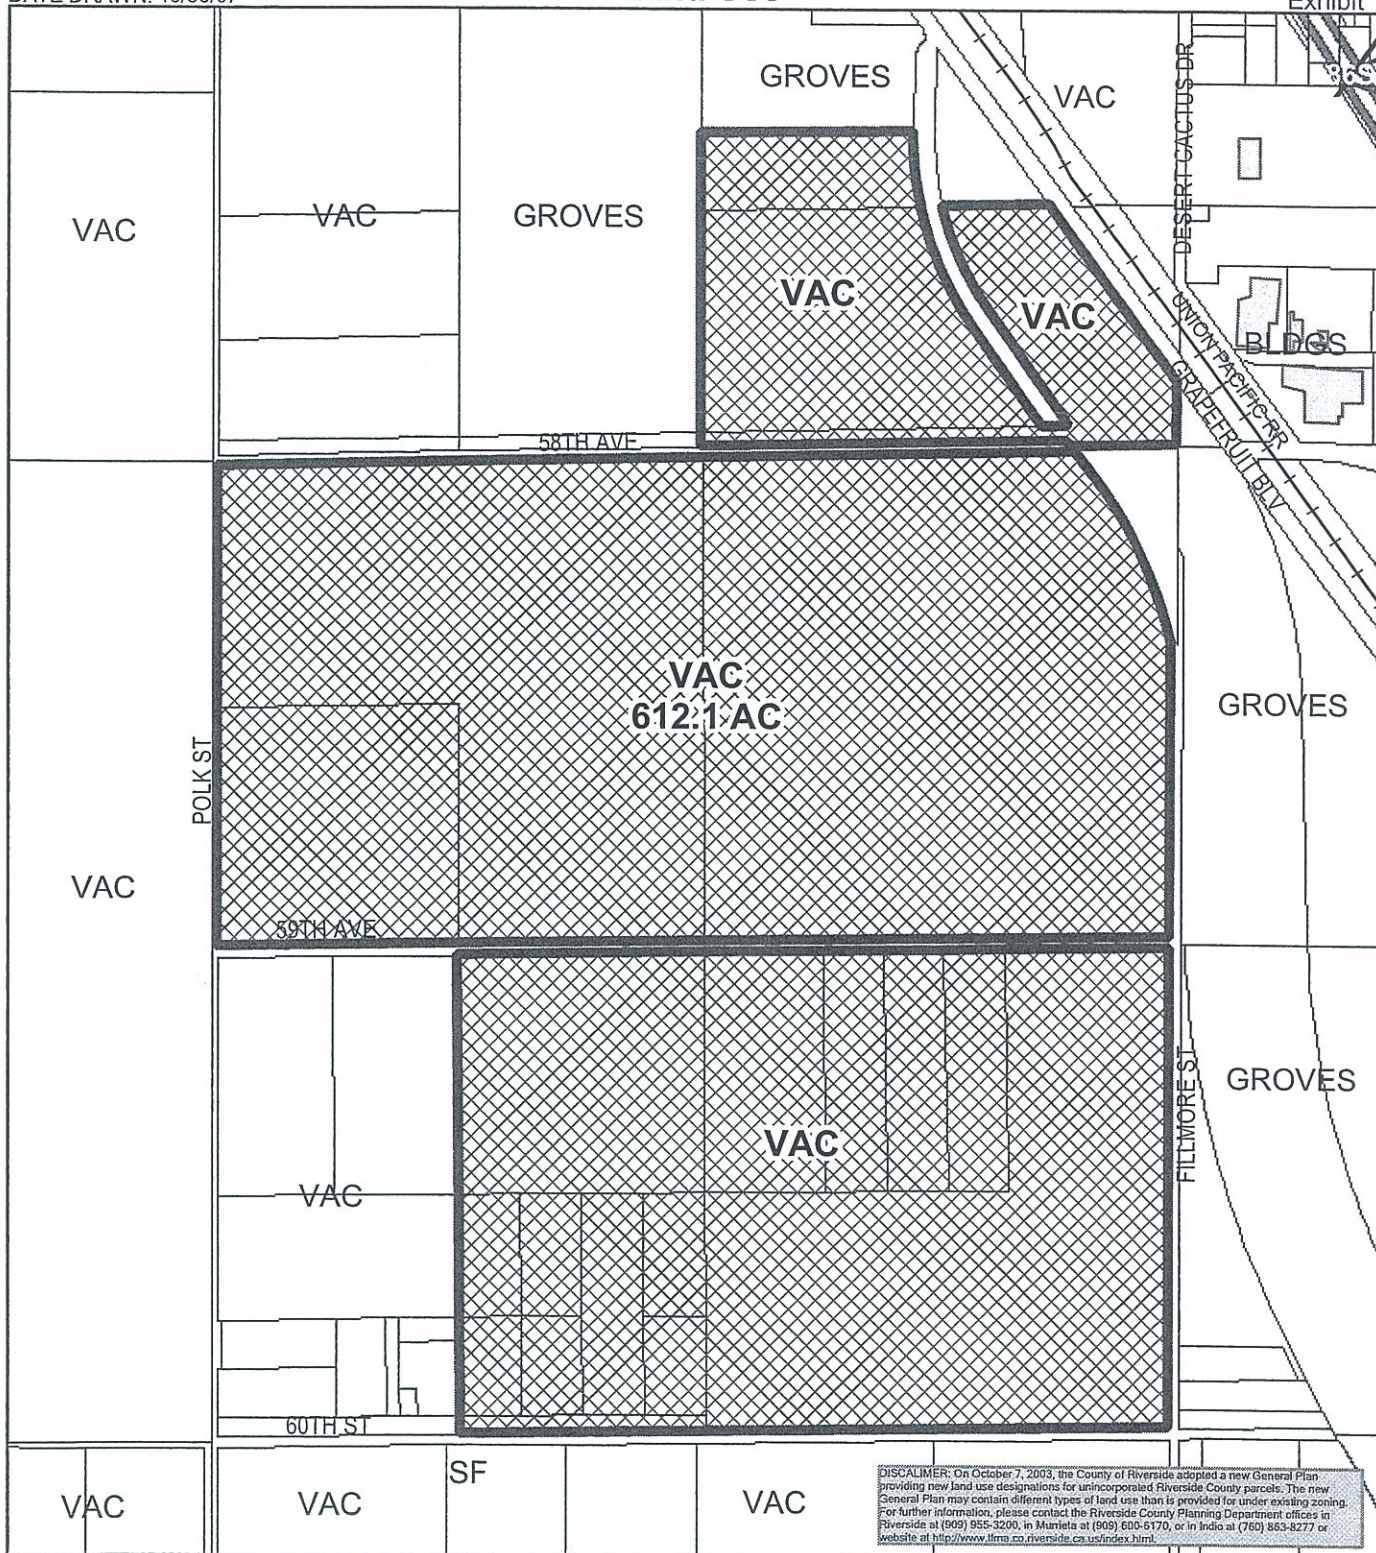 Exhibit
GROVES
VAC
DESERT CACTUS DR
86S
VAC
VAC
GROVES
VAC
VAC
UNION PACIFIC RR
BLDGS
GRAPEFRUIT BLV
58TH AVE
VAC
612.1 AC
GROVES
POLK ST
VAC
59TH AVE
GROVES
FILLMORE ST
VAC
VAC
60TH ST
SF
VAC
VAC
VAC
DISCALIMER: On October 7, 2003, the County of Riverside adopted a new General Plan
providing new land use designations for unincorporated Riverside County parcels. The new
General Plan may contain different types of land use than is provided for under existing zoning.
For further information, please contact the Riverside County Planning Department offices in
Riverside at (909) 955-3200, in Murrieta at (909) 600-6170, or in Indio at (760) 863-8277 or
website at http://www.tlma.co.riverside.ca.us/index.html.